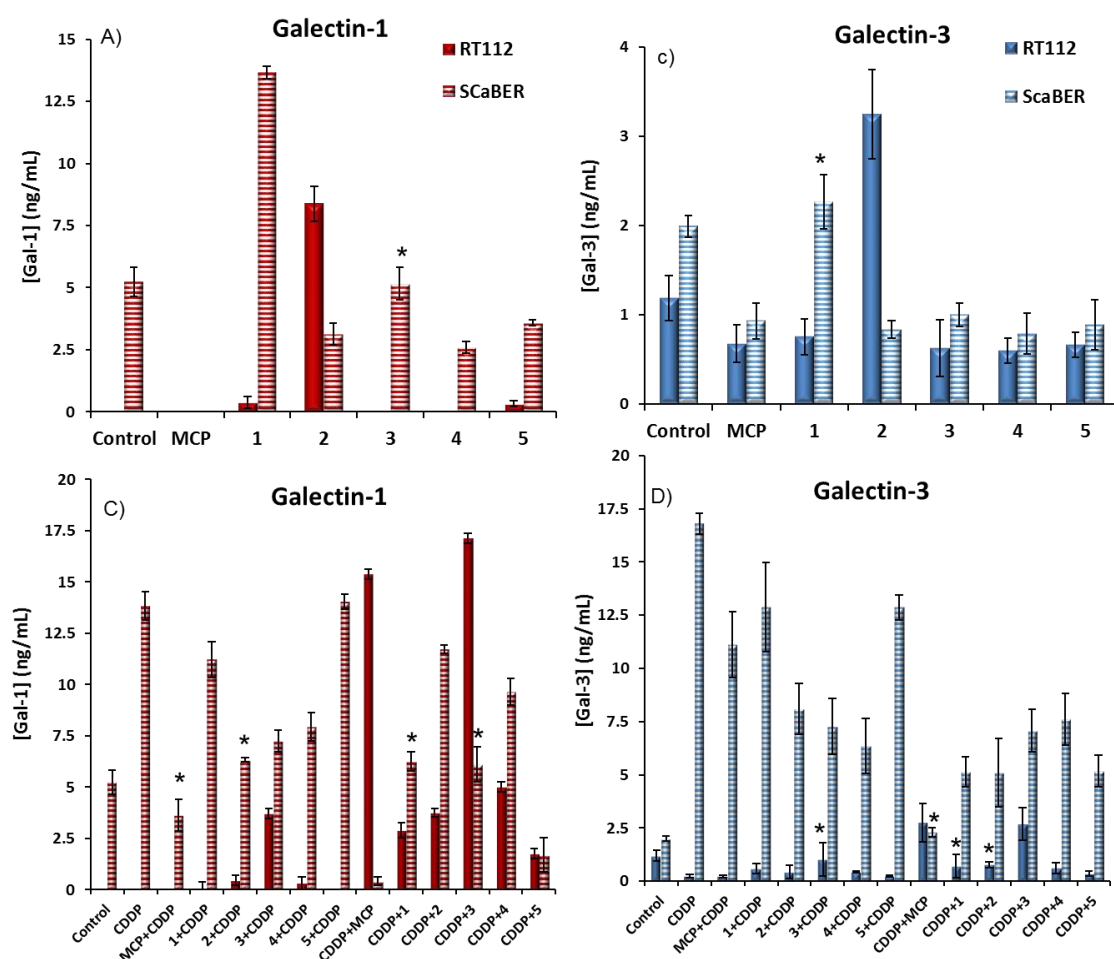 A)
Galectin-1
RT112
SCaBER
[Gal-1] (ng/mL)
15
12.5
10
7.5
5
2.5
0
*
Control MCP 1 2 3 4 5
c)
Galectin-3
RT112
ScaBER
[Gal-3] (ng/mL)
4
3
2
1
0
*
Control MCP 1 2 3 4 5
C)
Galectin-1
[Gal-1] (ng/mL)
20
17.5
15
12.5
10
7.5
5
2.5
0
* * * *
Control
CDDP
MCP+CDDP
1+CDDP
2+CDDP
3+CDDP
4+CDDP
5+CDDP
CDDP+MCP
CDDP+1
CDDP+2
CDDP+3
CDDP+4
CDDP+5
D)
Galectin-3
[Gal-3] (ng/mL)
20
17.5
15
12.5
10
7.5
5
2.5
0
* * * *
Control
CDDP
MCP+CDDP
1+CDDP
2+CDDP
3+CDDP
4+CDDP
5+CDDP
CDDP+MCP
CDDP+1
CDDP+2
CDDP+3
CDDP+4
CDDP+5